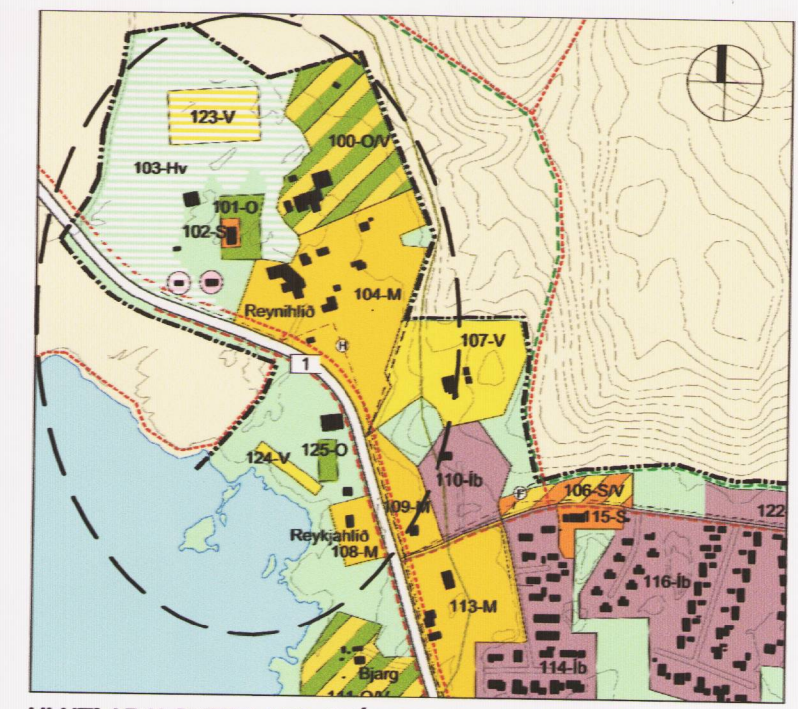 123-V
100-O/V
103-Hv
101-O
102-S
104-M
Reynihlíð
107-V
H
1
124-V
125-O
110-Íb
109-M
F
106-S/V
15-S
122
Reykjahlíð
108-M
116-Íb
113-M
114-Íb
Bjarg
111-O/V